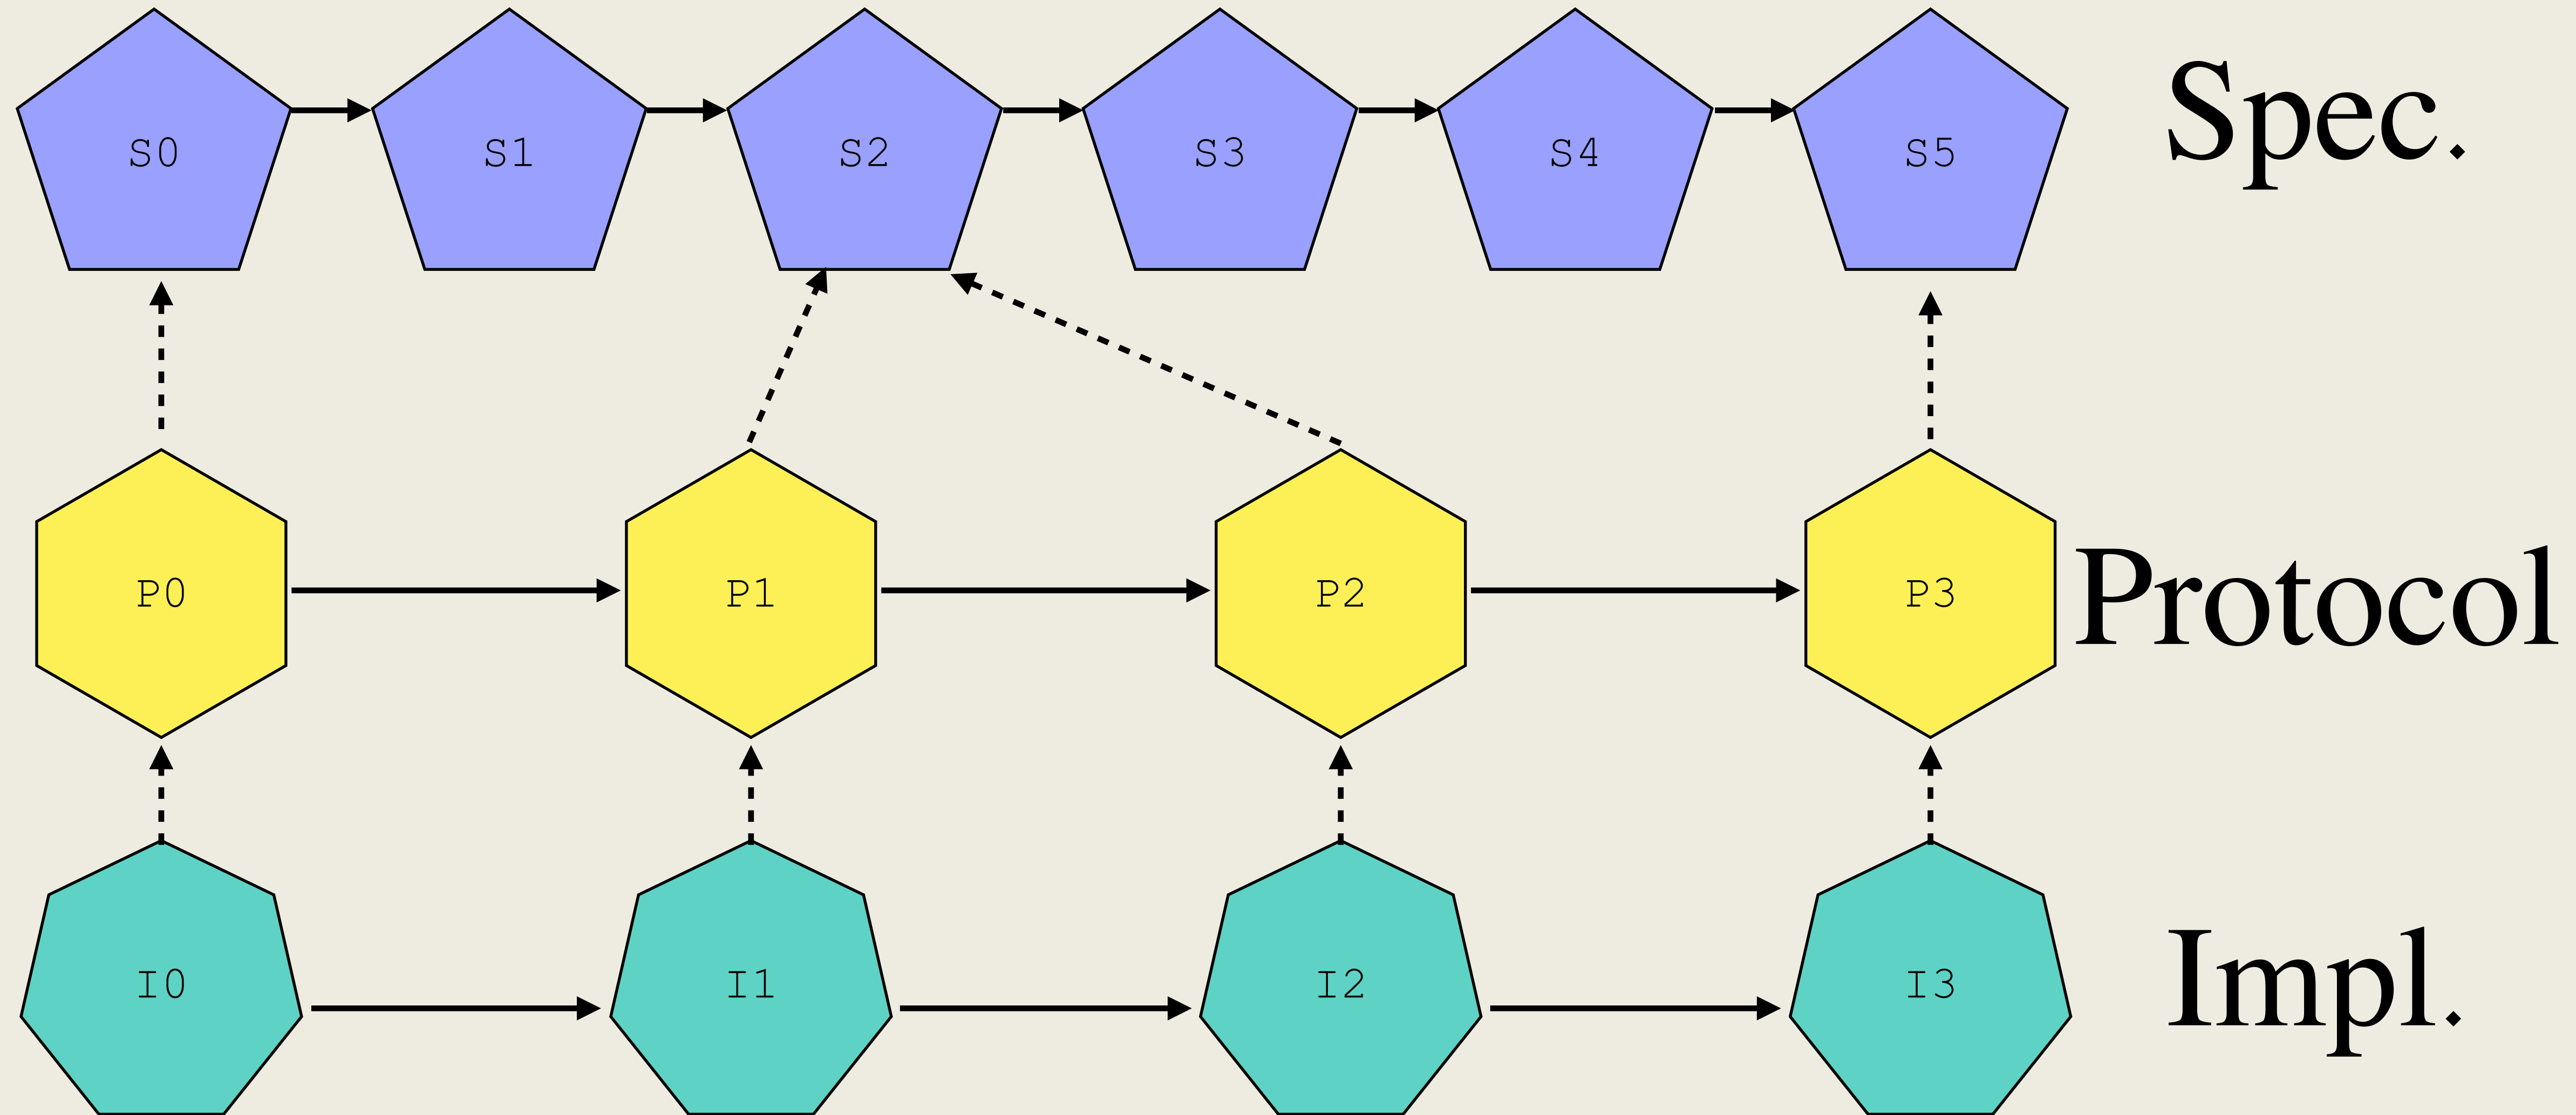 S0 S1 S2 S3 S4 S5 Spec.
P0 P1 P2 P3 Protocol
I0 I1 I2 I3 Impl.